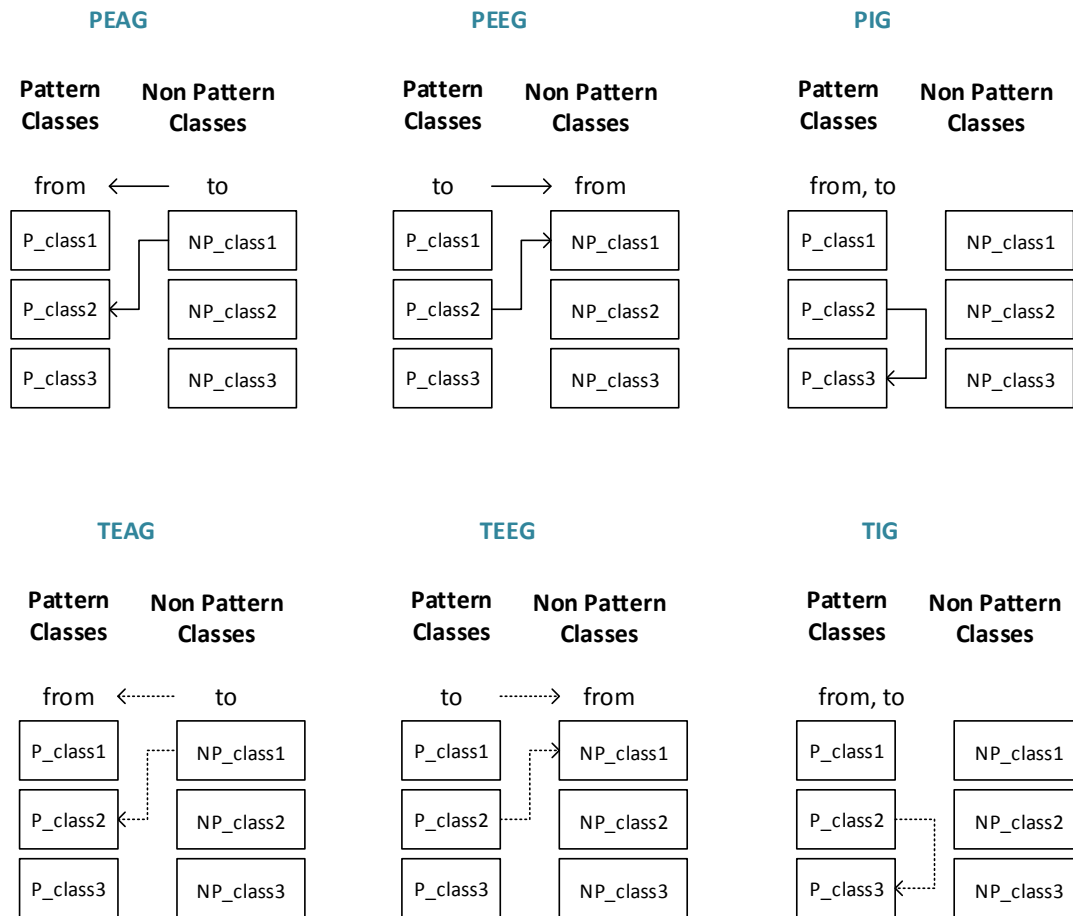 PEAG
PEEG
PIG
Pattern Classes
Non Pattern Classes
Pattern Classes
Non Pattern Classes
Pattern Classes
Non Pattern Classes
from
to
to
from
from, to
P_class1
NP_class1
P_class1
NP_class1
P_class1
NP_class1
P_class2
NP_class2
P_class2
NP_class2
P_class2
NP_class2
P_class3
NP_class3
P_class3
NP_class3
P_class3
NP_class3
TEAG
TEEG
TIG
Pattern Classes
Non Pattern Classes
Pattern Classes
Non Pattern Classes
Pattern Classes
Non Pattern Classes
from
to
to
from
from, to
P_class1
NP_class1
P_class1
NP_class1
P_class1
NP_class1
P_class2
NP_class2
P_class2
NP_class2
P_class2
NP_class2
P_class3
NP_class3
P_class3
NP_class3
P_class3
NP_class3